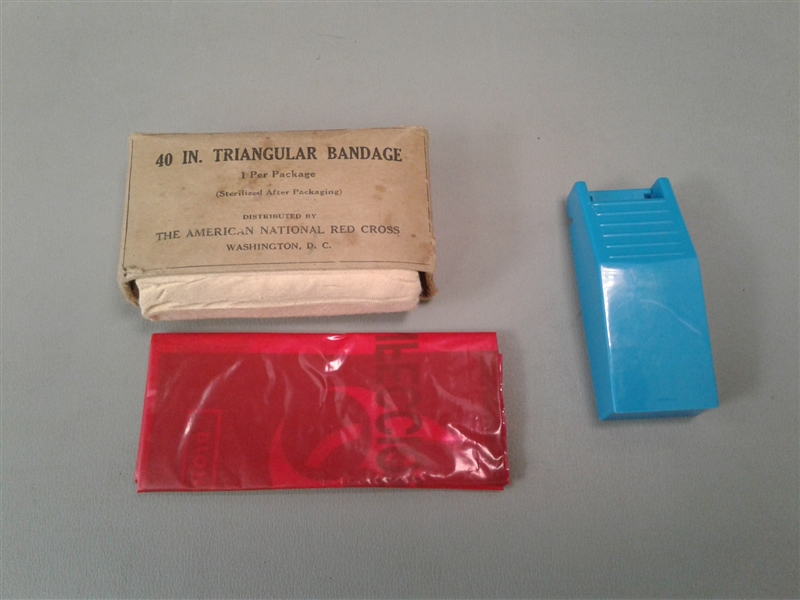 40 IN. TRIANGULAR BANDAGE
1 Per Package
(Sterilized After Packaging)
DISTRIBUTED BY
THE AMERICAN NATIONAL RED CROSS
WASHINGTON, D. C.